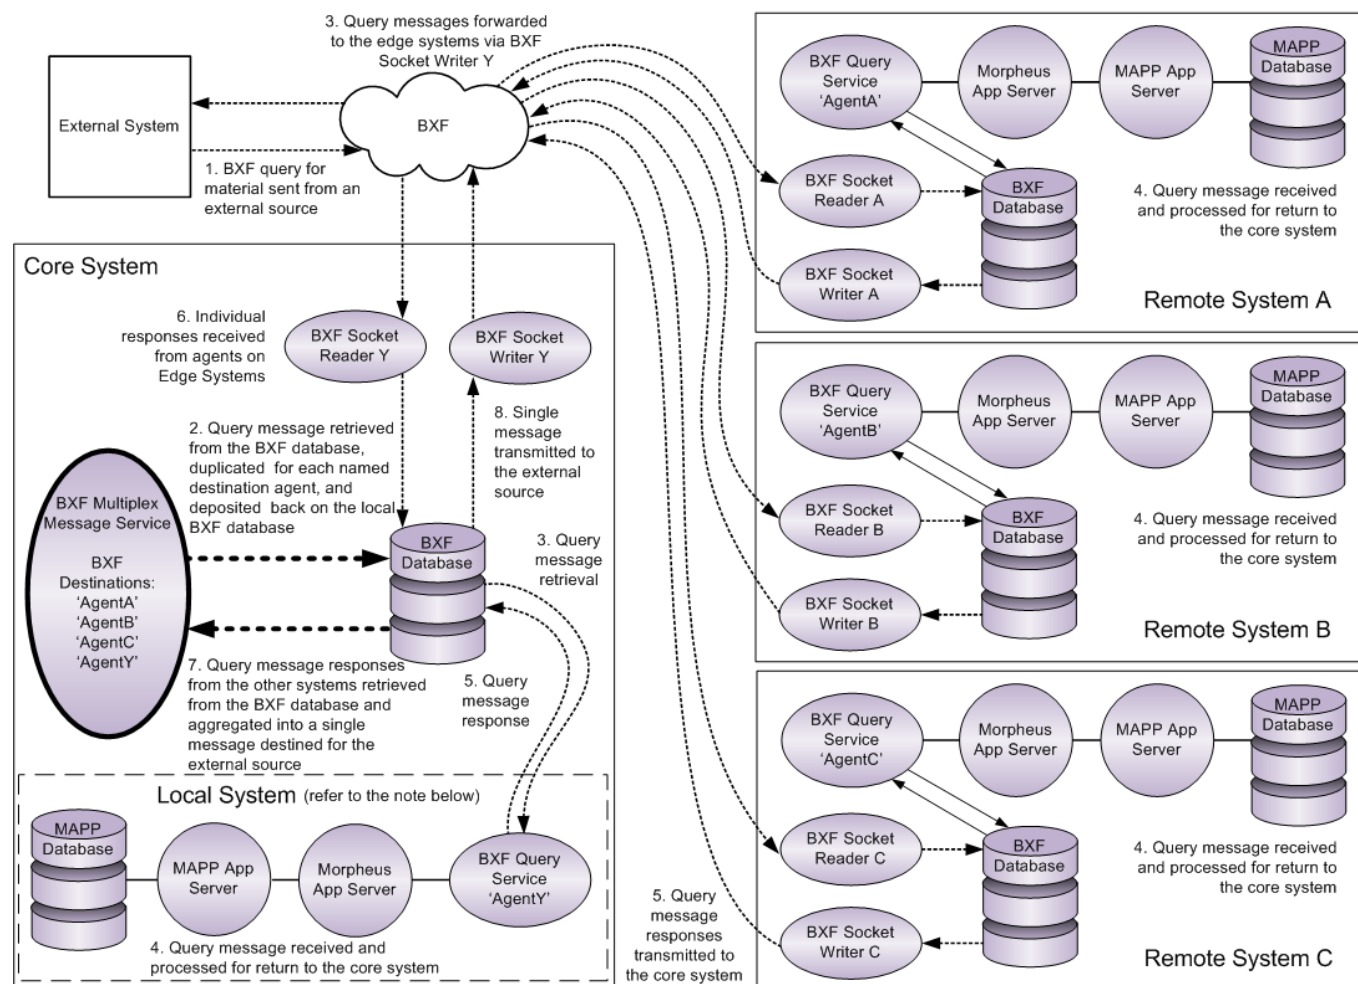 3. Query messages forwarded
to the edge systems via BXF
Socket Writer Y
External System
BXF
1. BXF query for
material sent from an
external source
Core System
6. Individual
responses received
from agents on
Edge Systems
BXF Socket
Reader Y
BXF Socket
Writer Y
2. Query message retrieved
from the BXF database,
duplicated for each named
destination agent, and
deposited back on the local
BXF database
8. Single
message
transmitted to
the external
source
BXF Multiplex
Message Service
BXF
Destinations:
'AgentA'
'AgentB'
'AgentC'
'AgentY'
BXF
Database
3. Query
message
retrieval
7. Query message responses
from the other systems retrieved
from the BXF database and
aggregated into a single
message destined for the
external source
5. Query
message
response
Local System (refer to the note below)
MAPP
Database
MAPP App
Server
Morpheus
App Server
BXF Query
Service
'AgentY'
4. Query message received and
processed for return to the core system
5. Query
message
responses
transmitted to
the core system
BXF Query
Service
'AgentA'
Morpheus
App Server
MAPP App
Server
MAPP
Database
BXF Socket
Reader A
BXF
Database
4. Query message received
and processed for return to
the core system
BXF Socket
Writer A
Remote System A
BXF Query
Service
'AgentB'
Morpheus
App Server
MAPP App
Server
MAPP
Database
BXF Socket
Reader B
BXF
Database
4. Query message received
and processed for return to
the core system
BXF Socket
Writer B
Remote System B
BXF Query
Service
'AgentC'
Morpheus
App Server
MAPP App
Server
MAPP
Database
BXF Socket
Reader C
BXF
Database
4. Query message received
and processed for return to
the core system
BXF Socket
Writer C
Remote System C